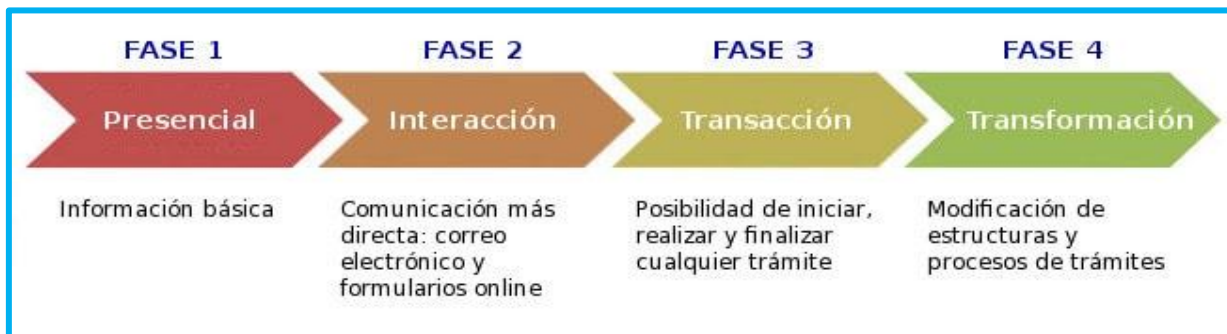 FASE 1
FASE 2
FASE 3
FASE 4
Presencial
Interacción
Transacción
Transformación
Información básica
Comunicación más
directa: correo
electrónico y
formularios online
Posibilidad de iniciar,
realizar y finalizar
cualquier trámite
Modificación de
estructuras y
procesos de trámites